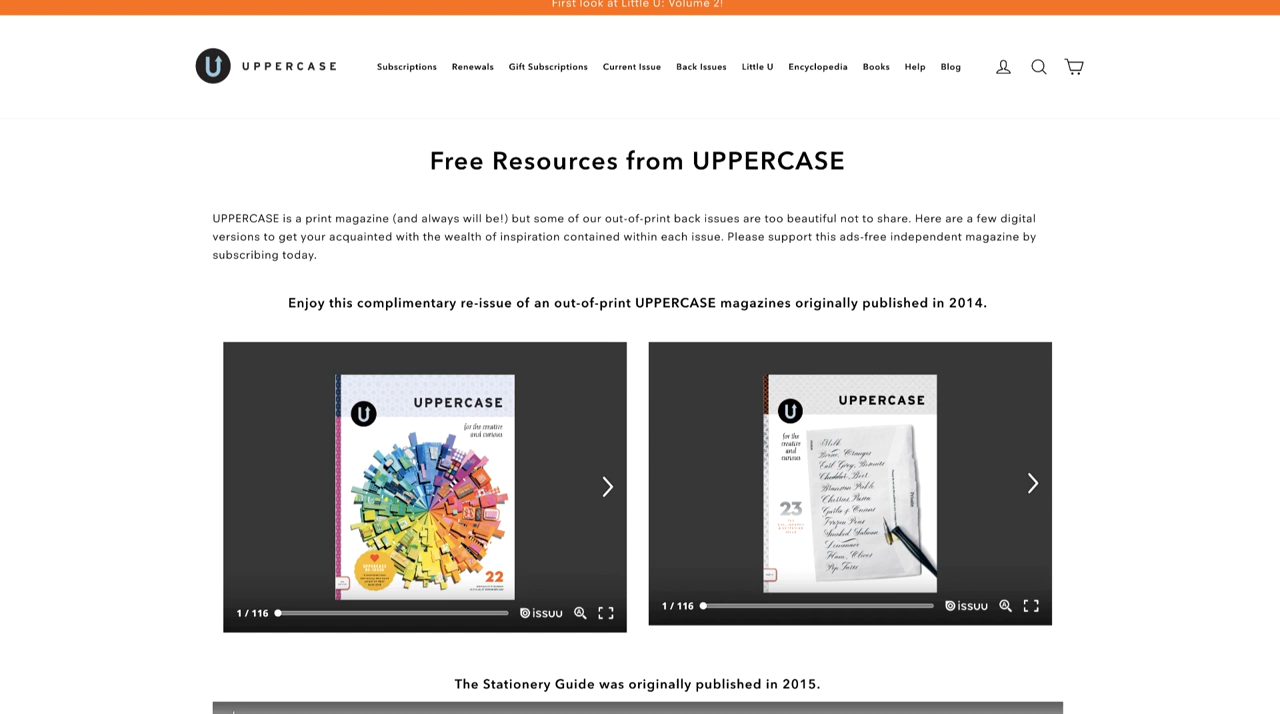 First look at Little U: Volume 2!
UPPERCASE
Subscriptions Renewals Gift Subscriptions Current Issue Back Issues Little U Encyclopedia Books Help Blog
Free Resources from UPPERCASE
UPPERCASE is a print magazine (and always will be!) but some of our out-of-print back issues are too beautiful not to share. Here are a few digital
versions to get your acquainted with the wealth of inspiration contained within each issue. Please support this ads-free independent magazine by
subscribing today.
Enjoy this complimentary re-issue of an out-of-print UPPERCASE magazines originally published in 2014.
UPPERCASE
for the creative
and curious
22
1 / 116
issuu
UPPERCASE
for the
creative
and
curious
23
1 / 116
issuu
The Stationery Guide was originally published in 2015.